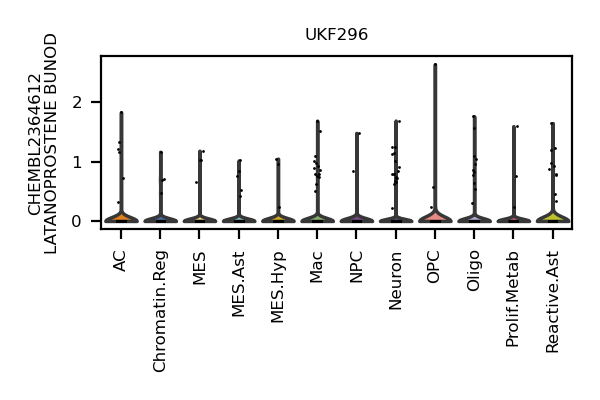 UKF296
CHEMBL2364612
LATANOPROSTENE BUNOD
2
1
0
AC
Chromatin.Reg
MES
MES.Ast
MES.Hyp
Mac
NPC
Neuron
OPC
Oligo
Prolif.Metab
Reactive.Ast